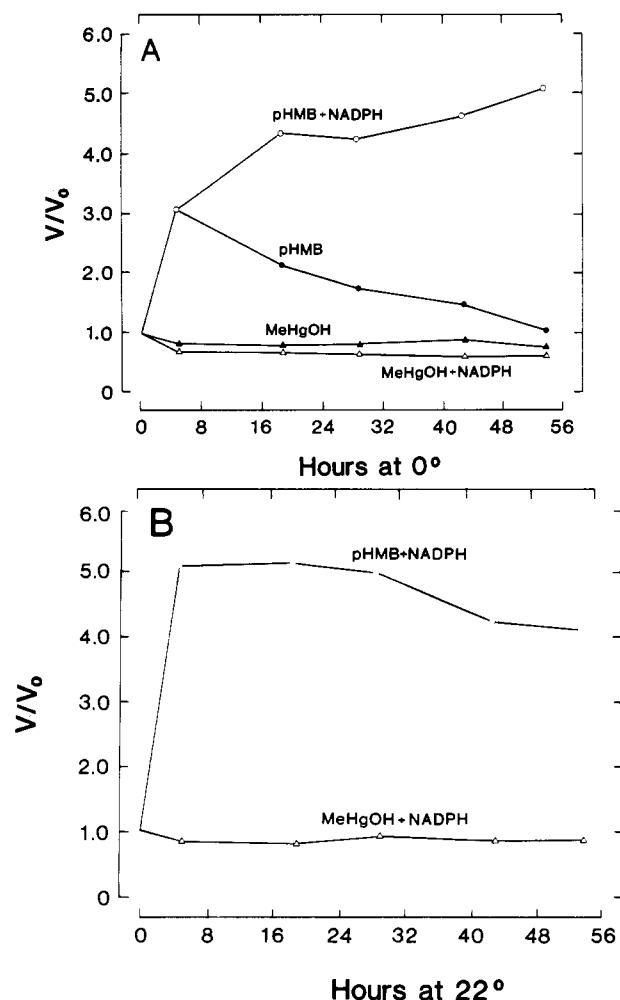 A
6.0
5.0
4.0
3.0
2.0
1.0
0
V/Vo
pHMB+NADPH
pHMB
MeHgOH
MeHgOH+NADPH
0 8 16 24 32 40 48 56
Hours at 0°
B
6.0
5.0
4.0
3.0
2.0
1.0
0
V/Vo
pHMB+NADPH
MeHgOH+NADPH
0 8 16 24 32 40 48 56
Hours at 22°